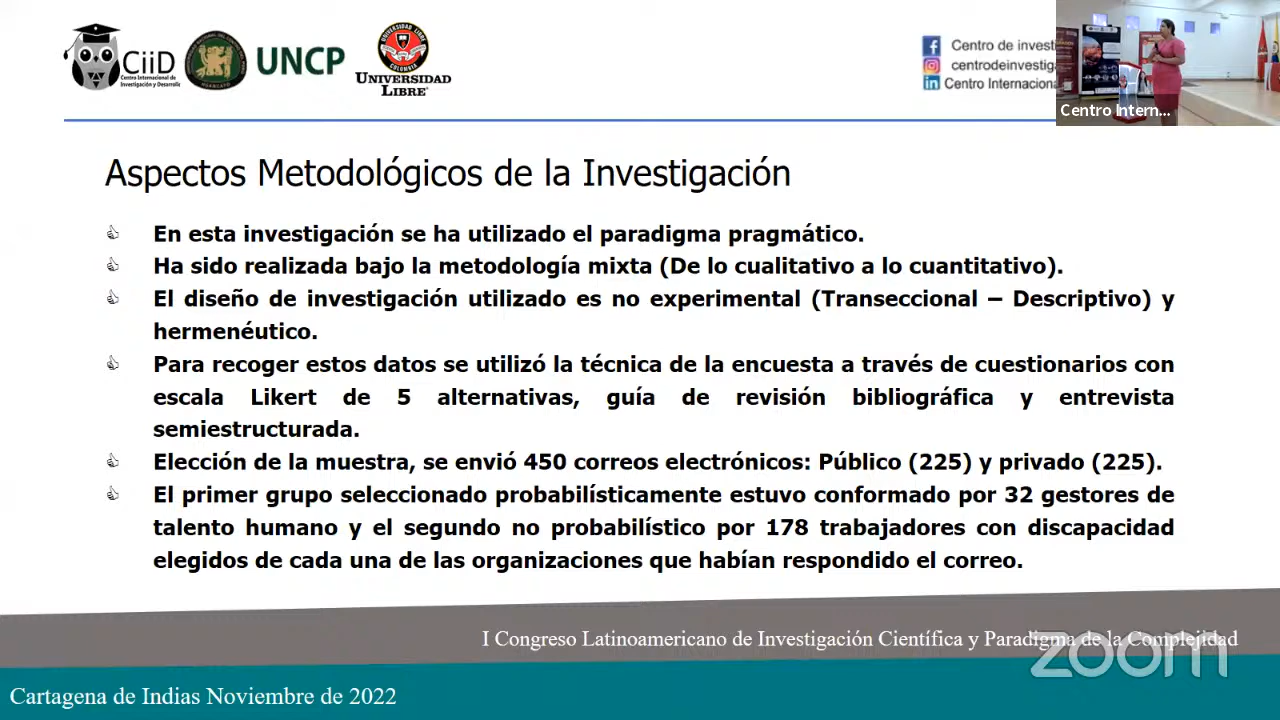 CiiD
Centro Internacional de
Investigación y Desarrollo
UNCP
UNIVERSIDAD
LIBRE
Centro de invest
centrodeinvestiga
Centro Internaciona
Centro Intern...
Aspectos Metodológicos de la Investigación
En esta investigación se ha utilizado el paradigma pragmático.
Ha sido realizada bajo la metodología mixta (De lo cualitativo a lo cuantitativo).
El diseño de investigación utilizado es no experimental (Transeccional – Descriptivo) y
hermenéutico.
Para recoger estos datos se utilizó la técnica de la encuesta a través de cuestionarios con
escala Likert de 5 alternativas, guía de revisión bibliográfica y entrevista
semiestructurada.
Elección de la muestra, se envió 450 correos electrónicos: Público (225) y privado (225).
El primer grupo seleccionado probabilísticamente estuvo conformado por 32 gestores de
talento humano y el segundo no probabilístico por 178 trabajadores con discapacidad
elegidos de cada una de las organizaciones que habían respondido el correo.
I Congreso Latinoamericano de Investigación Científica y Paradigma de la Complejidad
zoom
Cartagena de Indias Noviembre de 2022